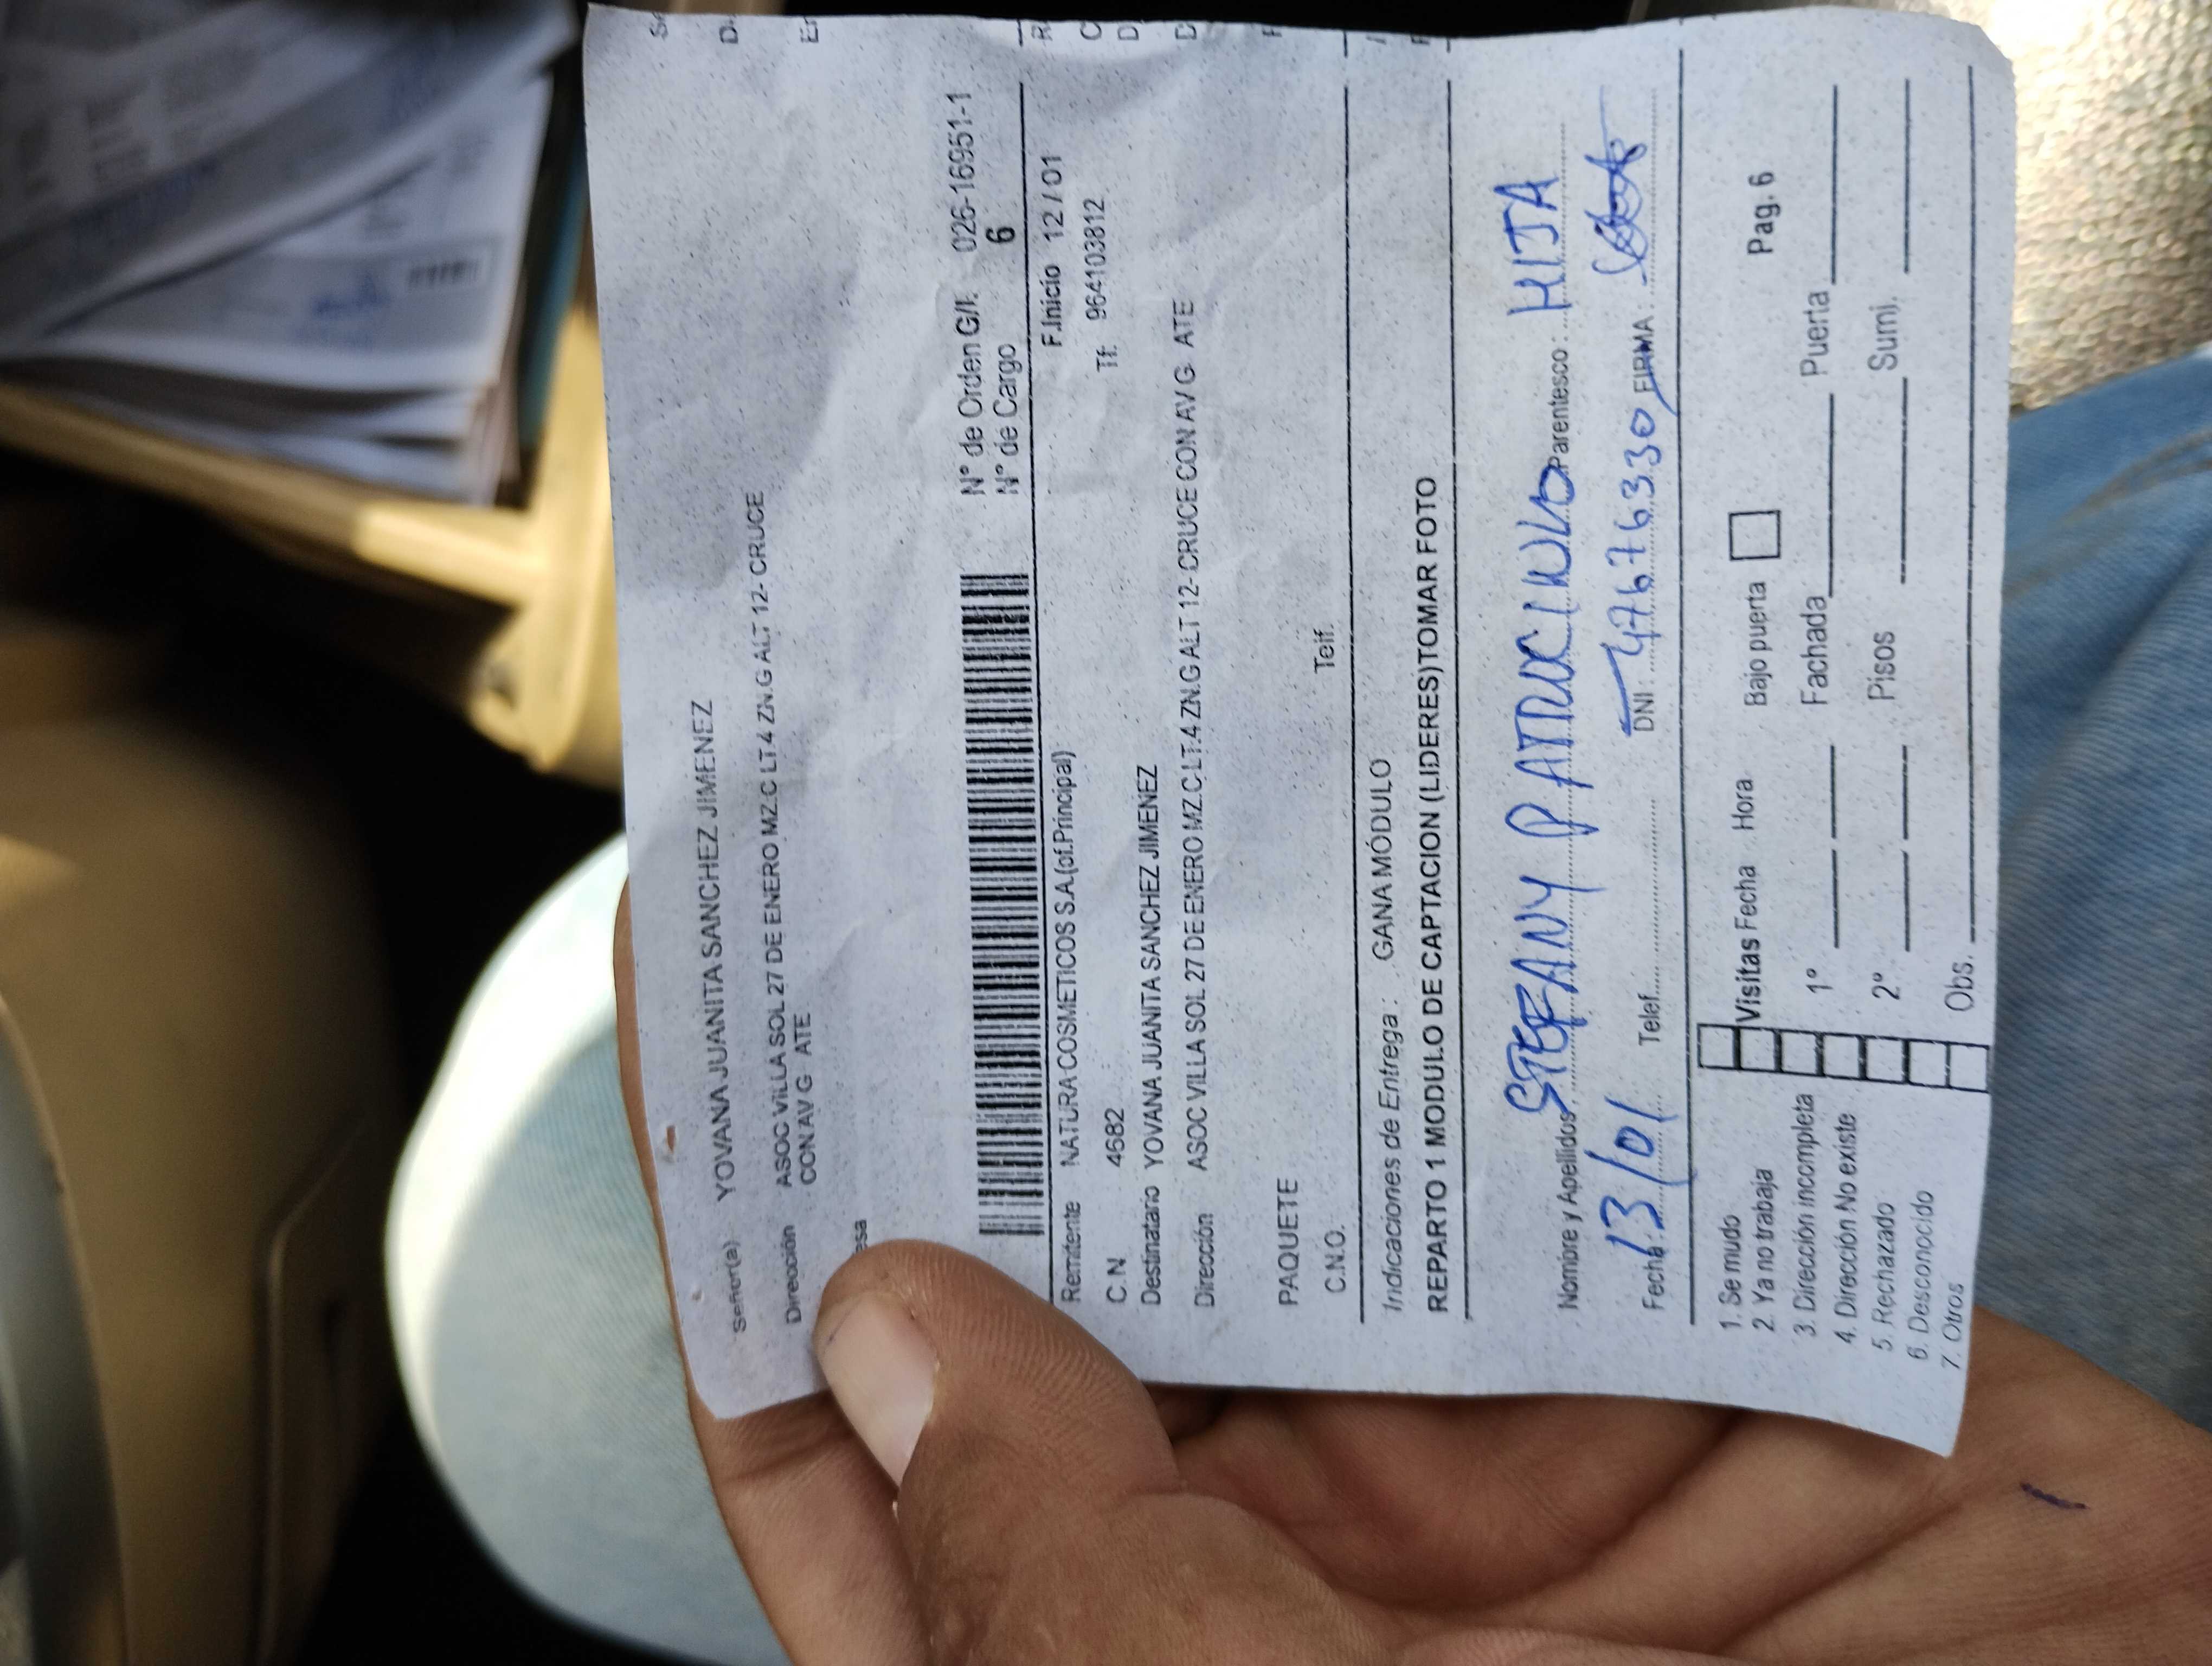 Señor(a) YOVANA JUANITA SANCHEZ JIMENEZ
Dirección ASOC VILLA SOL 27 DE ENERO MZ.C LT.4 ZN.G ALT 12- CRUCE
CON AV G ATE
esa
N° de Orden G/I. 026-16951-1
N° de Cargo 6
Remitente NATURA COSMETICOS S.A.(of.Principal) F.Inicio 12 / 01
C.N 4682 Tf: 964103812
Destinatario YOVANA JUANITA SANCHEZ JIMENEZ
Dirección ASOC VILLA SOL 27 DE ENERO MZ.C LT.4 ZN.G ALT 12- CRUCE CON AV G ATE
PAQUETE
C.N.O. Telf.
Indicaciones de Entrega : GANA MÓDULO
REPARTO 1 MODULO DE CAPTACION (LIDERES)TOMAR FOTO
Nombre y Apellidos STEFANY PATROCINIO Parentesco : HIJA
Fecha : 13/01 Telef. DNI : 47676330 FIRMA :
1. Se mudo Visitas Fecha Hora Bajo puerta Pag. 6
2. Ya no trabaja
3. Dirección incompleta 1° Fachada Puerta
4. Dirección No existe
5. Rechazado 2° Pisos Sumi.
6. Desconocido
7. Otros Obs.